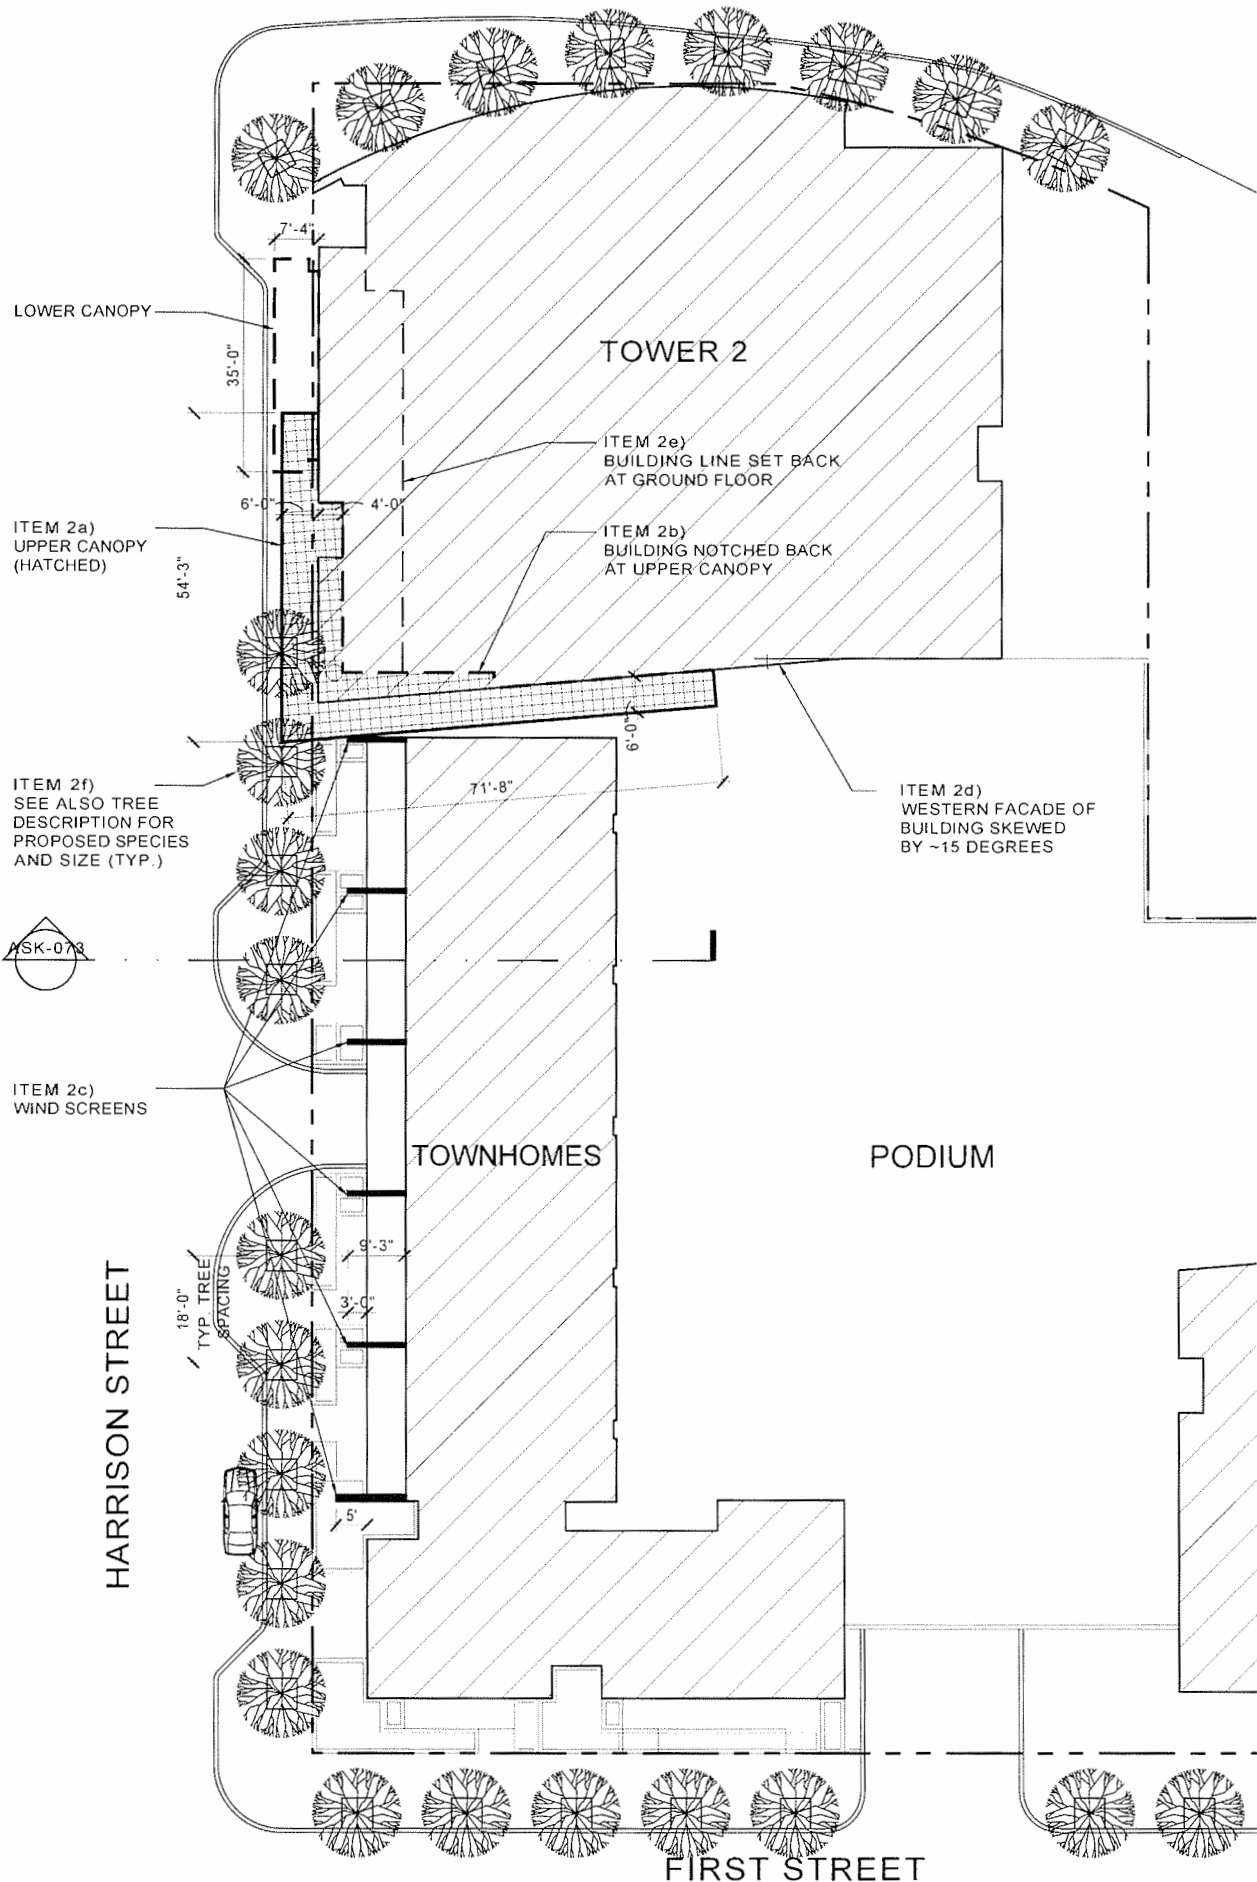 7'-4"
LOWER CANOPY
35'-0"
TOWER 2
ITEM 2e)
BUILDING LINE SET BACK
AT GROUND FLOOR
6'-0"
4'-0"
ITEM 2a)
UPPER CANOPY
(HATCHED)
ITEM 2b)
BUILDING NOTCHED BACK
AT UPPER CANOPY
54'-3"
6'-0"
71'-8"
ITEM 2f)
SEE ALSO TREE
DESCRIPTION FOR
PROPOSED SPECIES
AND SIZE (TYP.)
ITEM 2d)
WESTERN FACADE OF
BUILDING SKEWED
BY ~15 DEGREES
ASK-073
ITEM 2c)
WIND SCREENS
TOWNHOMES
PODIUM
9'-3"
3'-0"
18'-0"
TYP. TREE
SPACING
HARRISON STREET
5'
FIRST STREET